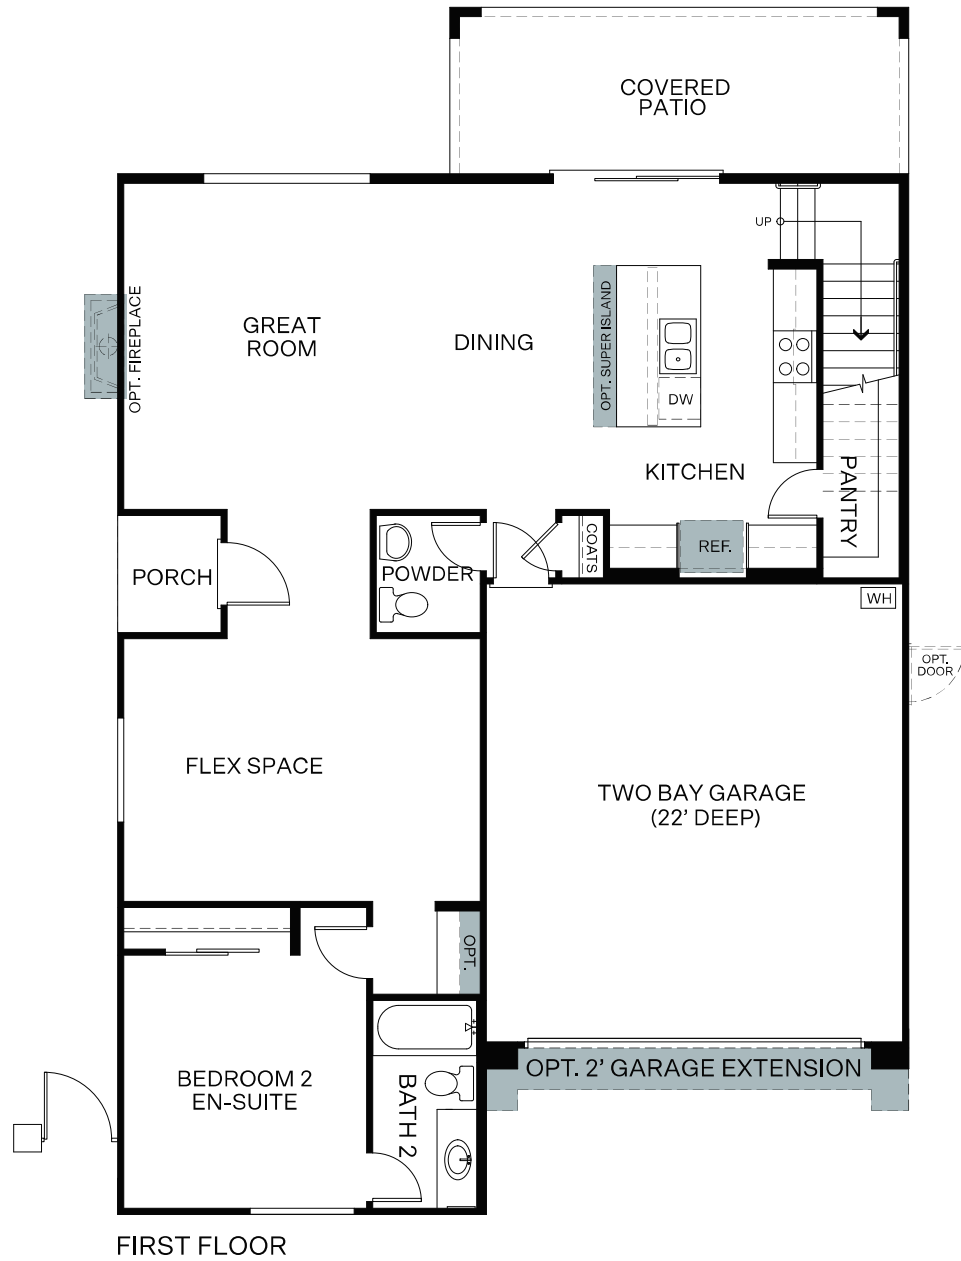 COVERED
PATIO
UP
OPT. FIREPLACE
GREAT
ROOM
DINING
OPT. SUPER ISLAND
DW
KITCHEN
PANTRY
COATS
REF.
PORCH
POWDER
WH
OPT.
DOOR
FLEX SPACE
TWO BAY GARAGE
(22' DEEP)
OPT.
OPT. 2' GARAGE EXTENSION
BEDROOM 2
EN-SUITE
BATH 2
FIRST FLOOR